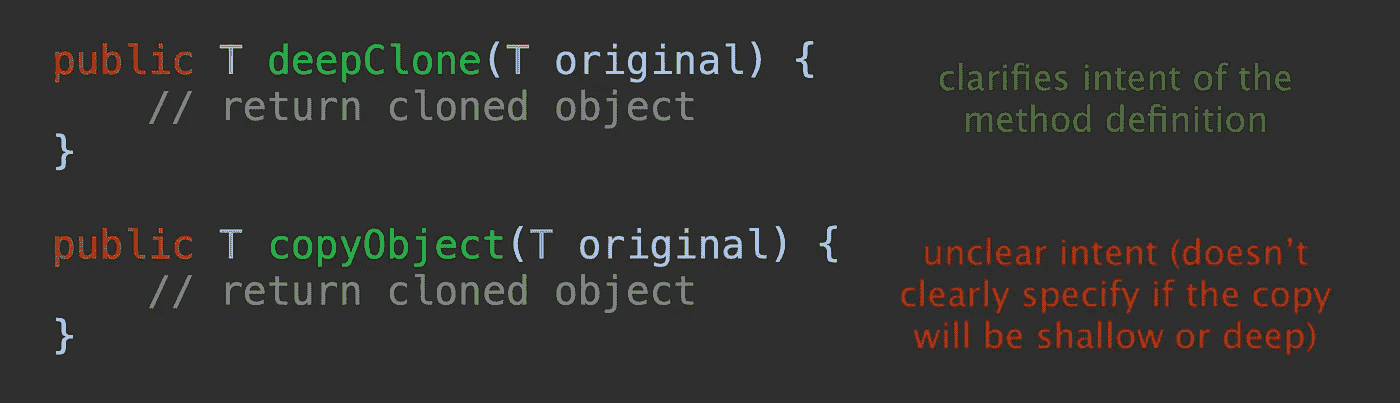 public T deepClone(T original) {
    // return cloned object
}
clarifies intent of the
method definition
public T copyObject(T original) {
    // return cloned object
}
unclear intent (doesn’t
clearly specify if the copy
will be shallow or deep)